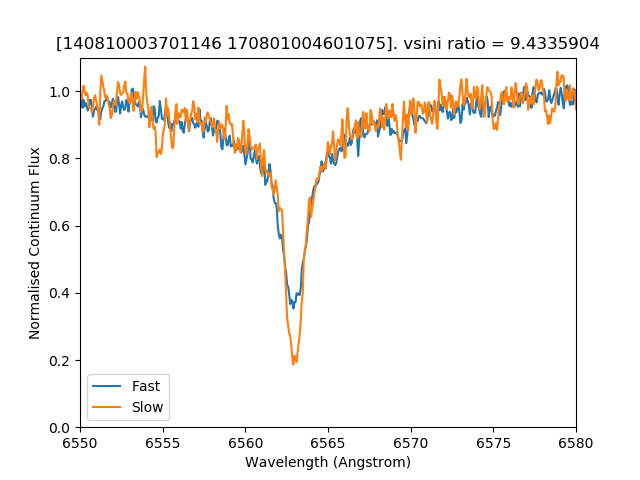 [140810003701146 170801004601075]. vsini ratio = 9.4335904
Normalised Continuum Flux
1.0
0.8
0.6
0.4
0.2
0.0
Fast
Slow
6550 6555 6560 6565 6570 6575 6580
Wavelength (Angstrom)